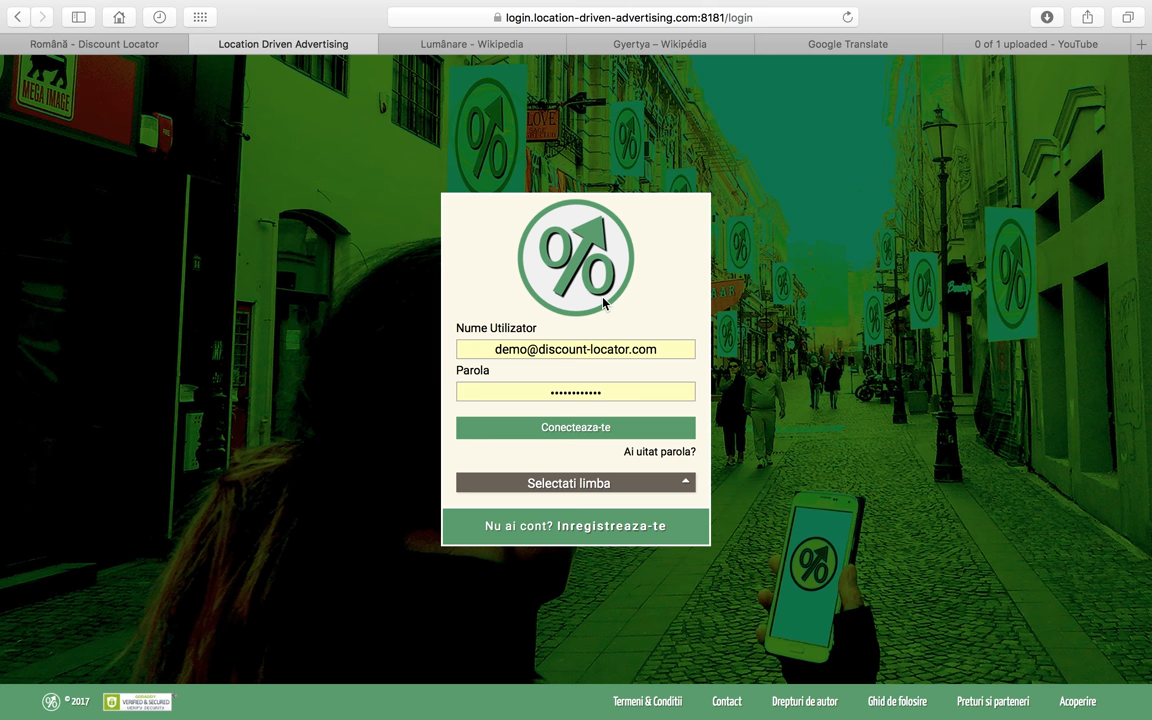 login.location-driven-advertising.com:8181/login
Română - Discount Locator
Location Driven Advertising
Lumânare - Wikipedia
Gyertya – Wikipédia
Google Translate
0 of 1 uploaded - YouTube
MEGA IMAGE
LOVE
%
Nume Utilizator
demo@discount-locator.com
Parola
••••••••••••
Conecteaza-te
Ai uitat parola?
Selectati limba
Nu ai cont? Inregistreaza-te
© 2017
VERIFIED & SECURED
Termeni & Conditii
Contact
Drepturi de autor
Ghid de folosire
Preturi si parteneri
Acoperire